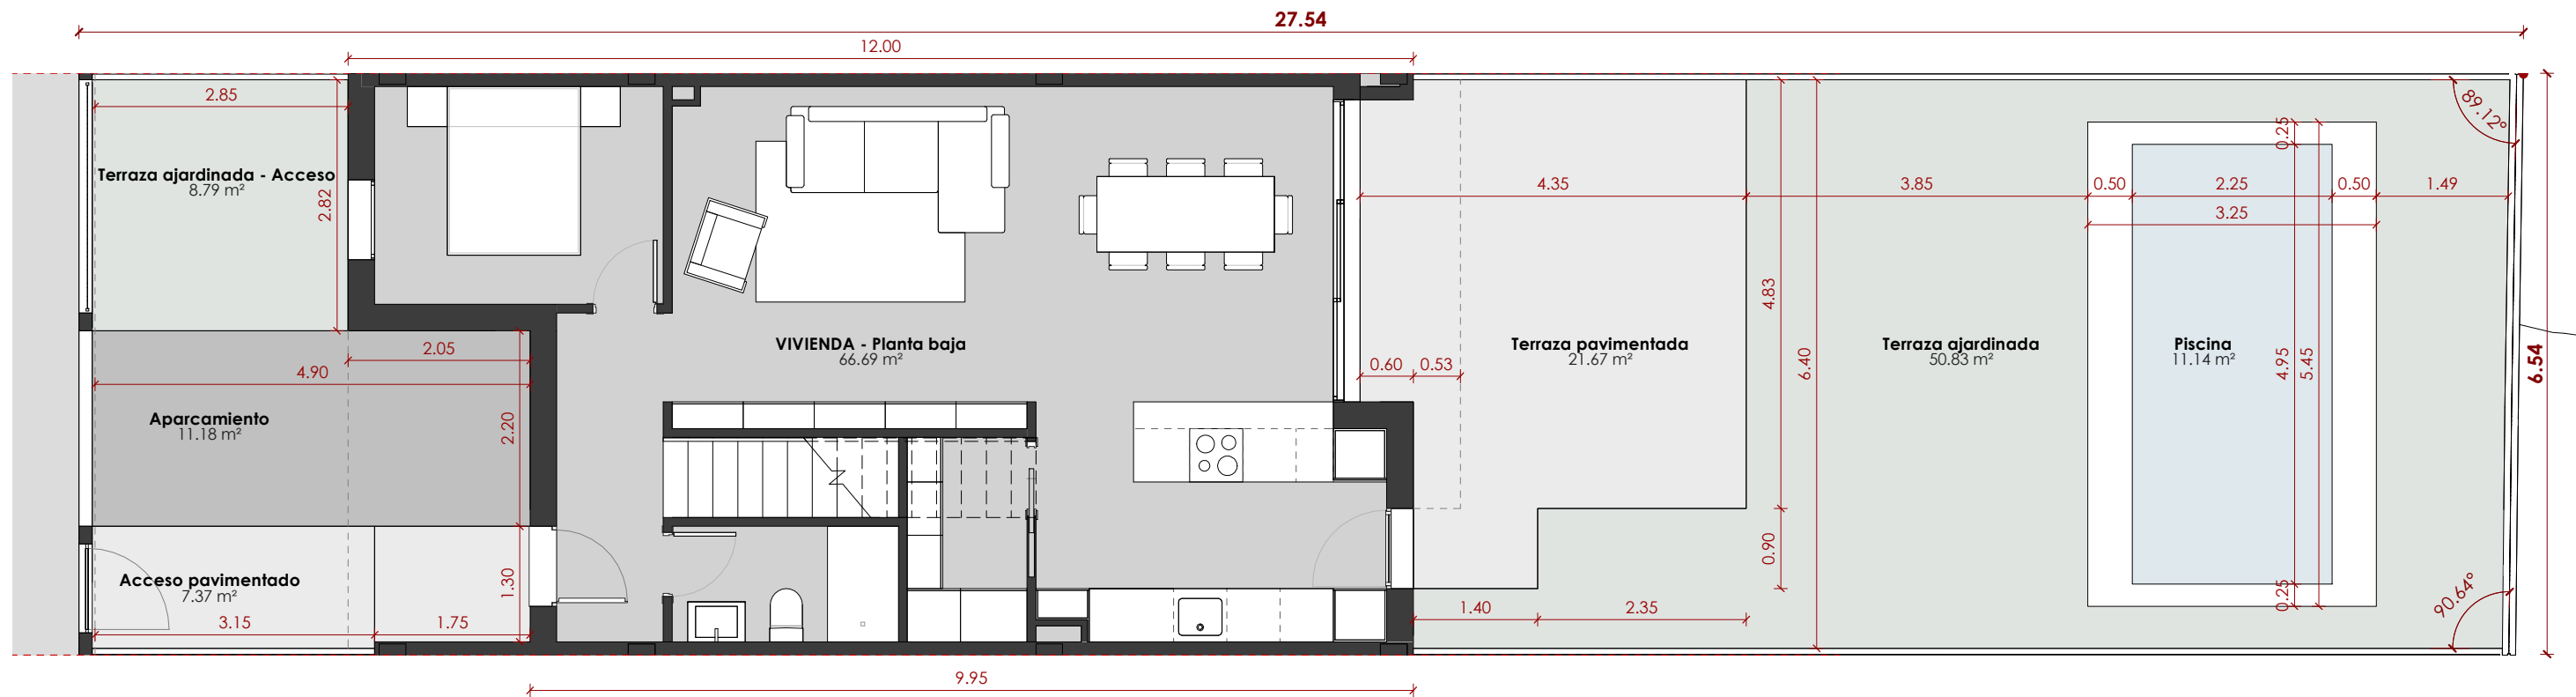 27.54
12.00
2.85
Terraza ajardinada - Acceso
8.79 m²
2.82
4.35
3.85
0.50
2.25
0.50
1.49
3.25
0.25
89.12°
4.83
6.40
VIVIENDA - Planta baja
66.69 m²
Terraza pavimentada
21.67 m²
Terraza ajardinada
50.83 m²
Piscina
11.14 m²
4.95
5.45
6.54
2.05
4.90
0.60
0.53
Aparcamiento
11.18 m²
2.20
0.90
Acceso pavimentado
7.37 m²
1.30
3.15
1.75
1.40
2.35
0.25
90.64°
9.95